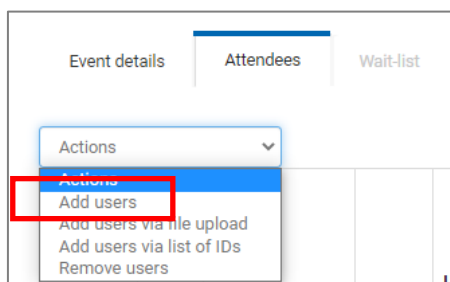 Event details Attendees Wait-list
Actions
Actions
Add users
Add users via file upload
Add users via list of IDs
Remove users